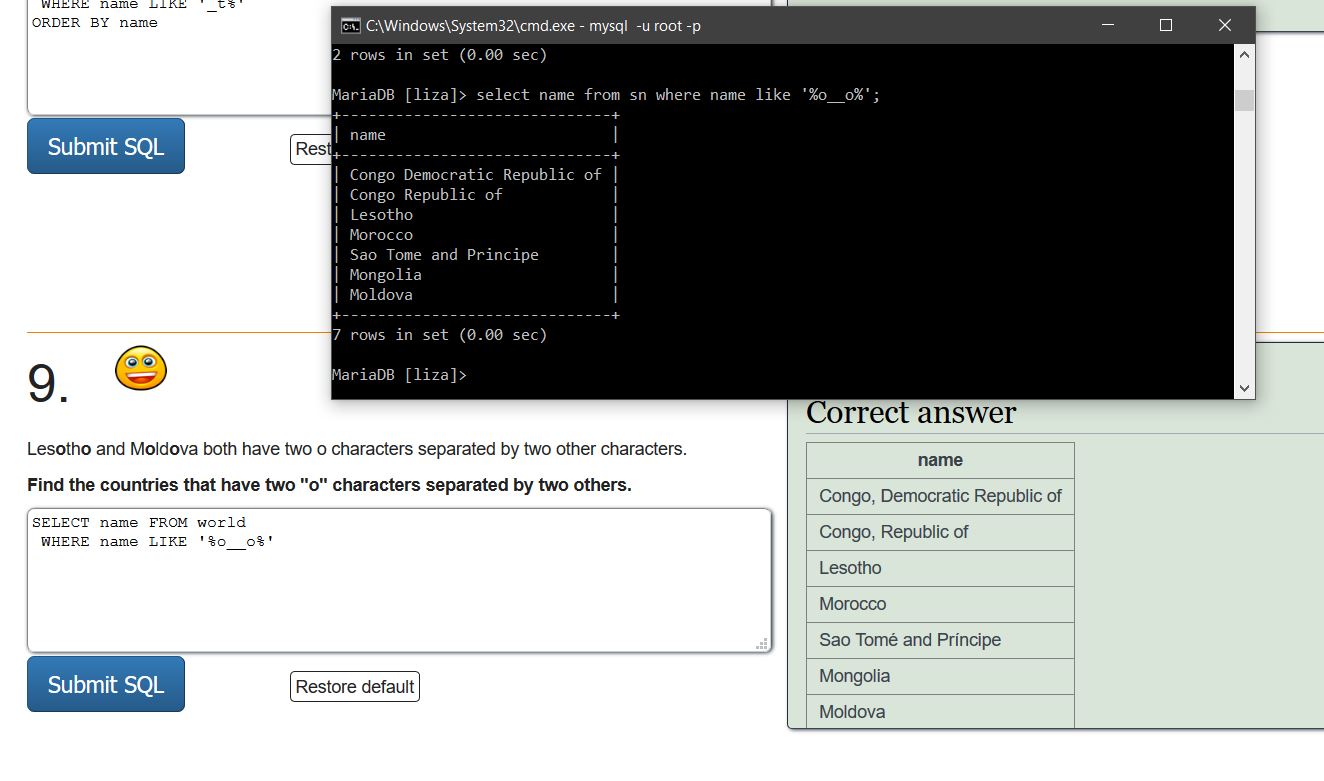 WHERE name LIKE '_t%'
ORDER BY name
Submit SQL
Rest
C:\Windows\System32\cmd.exe - mysql -u root -p
2 rows in set (0.00 sec)
MariaDB [liza]> select name from sn where name like '%o__o%';
+------------------------------+
| name                         |
+------------------------------+
| Congo Democratic Republic of |
| Congo Republic of            |
| Lesotho                      |
| Morocco                      |
| Sao Tome and Principe        |
| Mongolia                     |
| Moldova                      |
+------------------------------+
7 rows in set (0.00 sec)
MariaDB [liza]>
9.
Lesotho and Moldova both have two o characters separated by two other characters.
Find the countries that have two "o" characters separated by two others.
SELECT name FROM world
WHERE name LIKE '%o__o%'
Submit SQL
Restore default
Correct answer
name
Congo, Democratic Republic of
Congo, Republic of
Lesotho
Morocco
Sao Tomé and Príncipe
Mongolia
Moldova